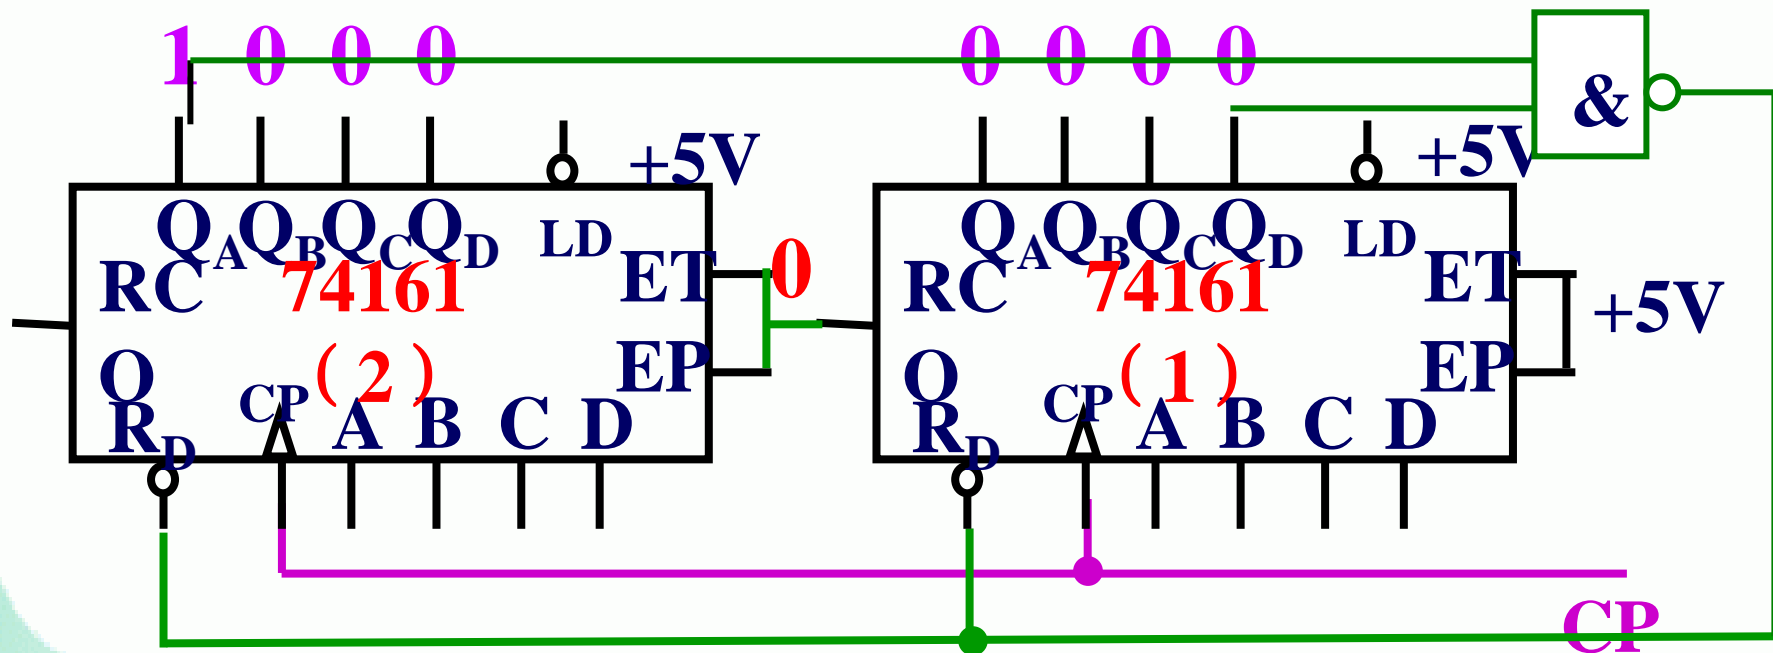 1 0 0 0 0 0 0 0
&
+5V +5V
QA QB QC QD LD QA QB QC QD LD
RC 74161 ET 0 RC 74161 ET
+5V
Q (2) EP Q (1) EP
RD CP A B C D RD CP A B C D
CP